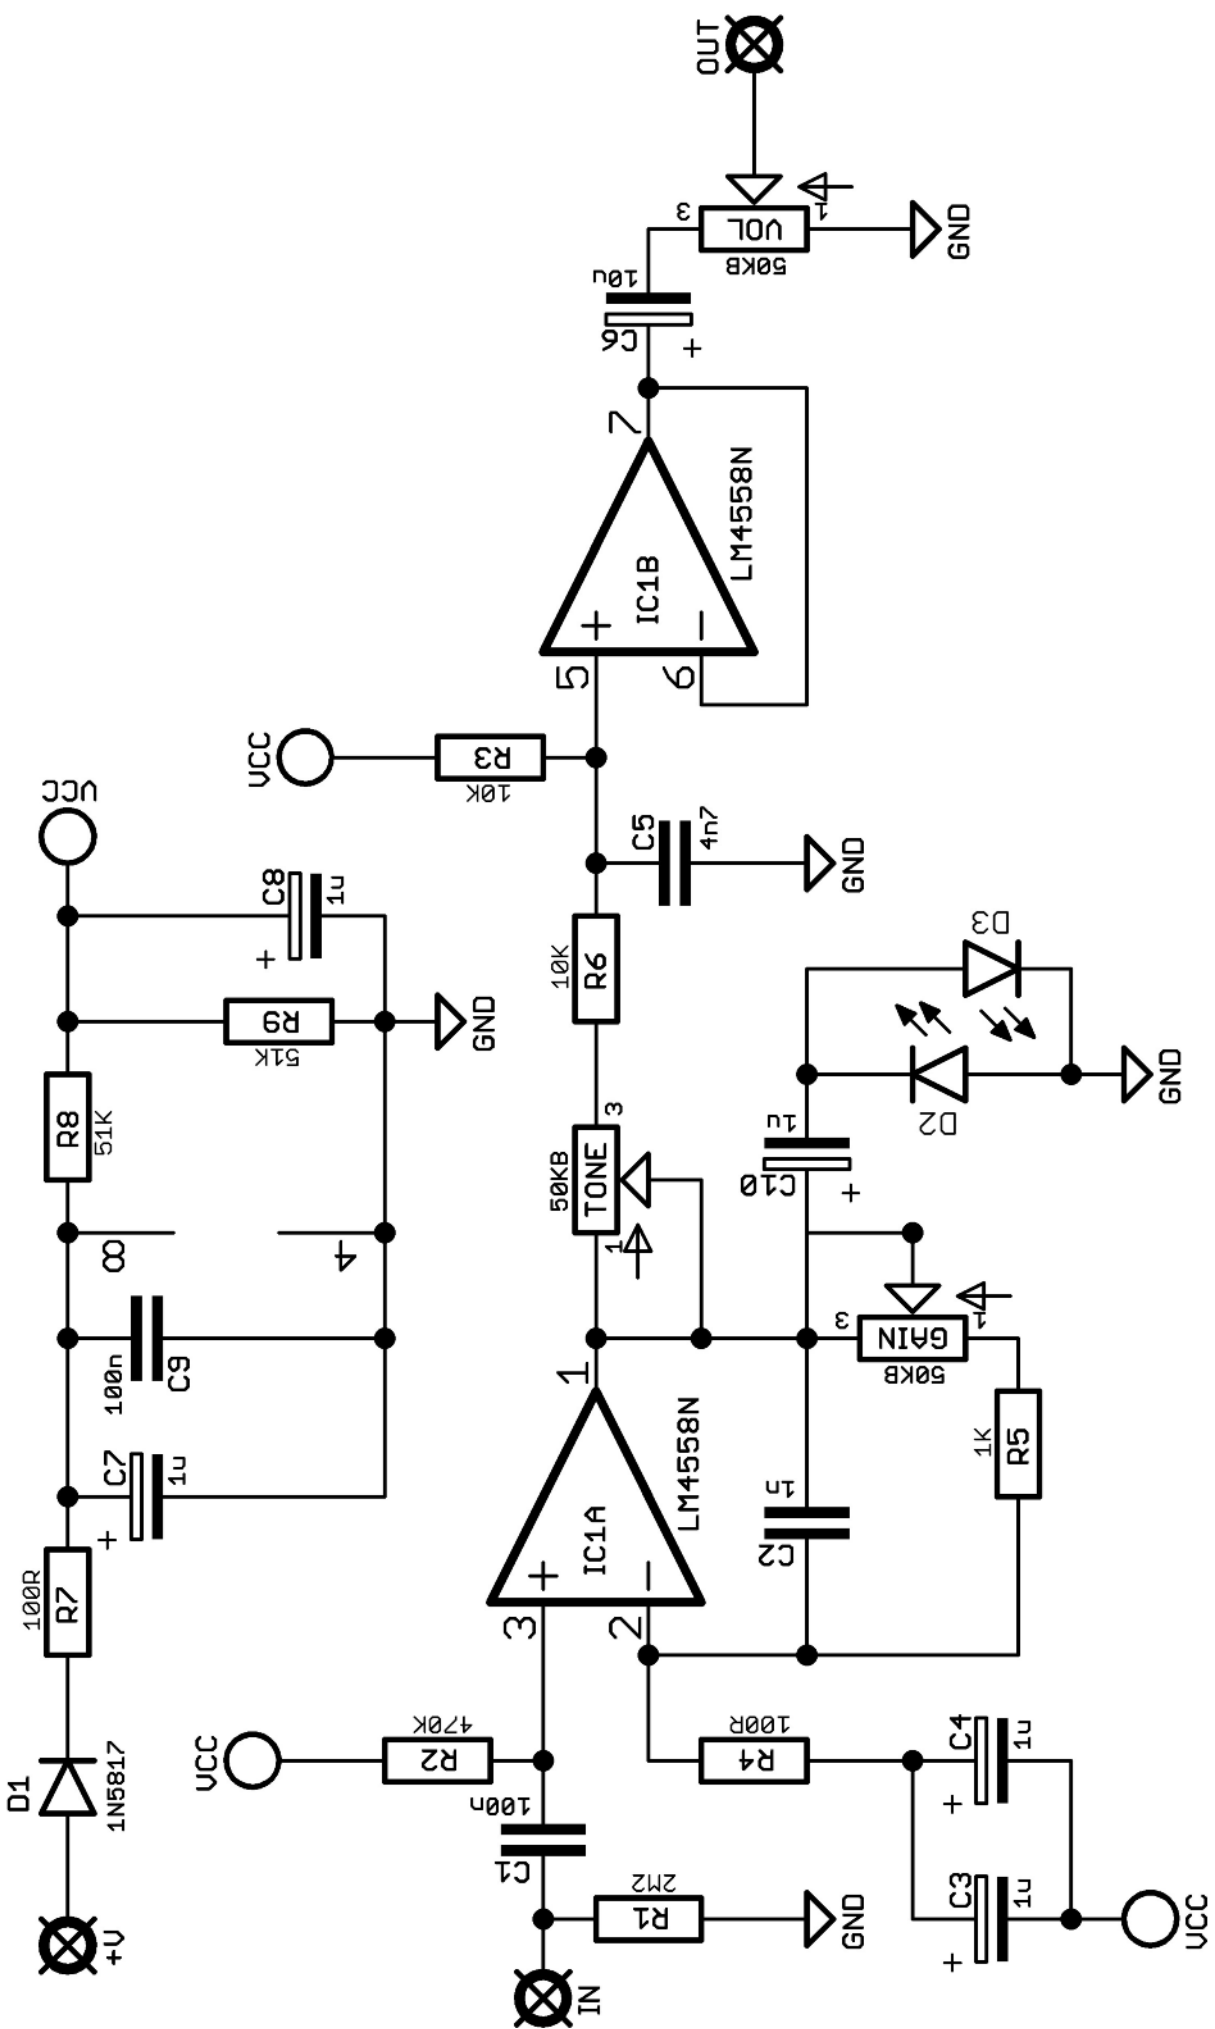 +V
D1
1N5817
R7
100R
C7
1u
+
100n
C9
8
4
R8
51K
R9
51K
GND
C8
1u
+
VCC
IN
R1
2M2
GND
C1
100n
VCC
R2
470K
3
2
+
−
IC1A
LM4558N
1
R4
100R
C3
1u
+
C4
1u
+
VCC
C2
1n
R5
1K
GAIN
50KB
3
1
TONE
50KB
1
3
C10
1u
+
D2
D3
GND
R6
10K
C5
4n7
GND
VCC
R3
10K
5
6
+
−
IC1B
LM4558N
7
C6
10u
+
VOL
50KB
3
1
GND
OUT